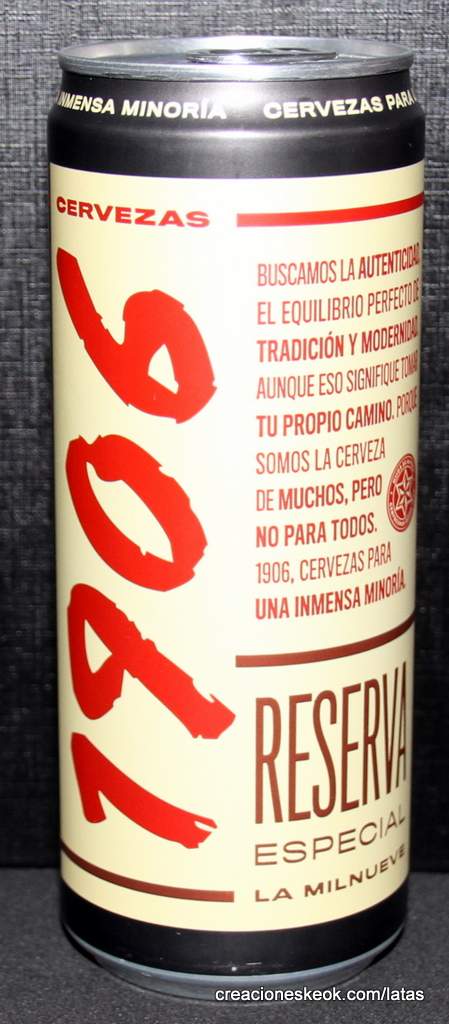 INMENSA MINORÍA CERVEZAS PARA
CERVEZAS
1906
BUSCAMOS LA AUTENTICIDAD,
EL EQUILIBRIO PERFECTO DE
TRADICIÓN Y MODERNIDAD
AUNQUE ESO SIGNIFIQUE TOMAR
TU PROPIO CAMINO. PORQUE
SOMOS LA CERVEZA
DE MUCHOS, PERO
NO PARA TODOS.
1906, CERVEZAS PARA
UNA INMENSA MINORÍA.
RESERVA
ESPECIAL
LA MILNUEVE
creacioneskeok.com/latas